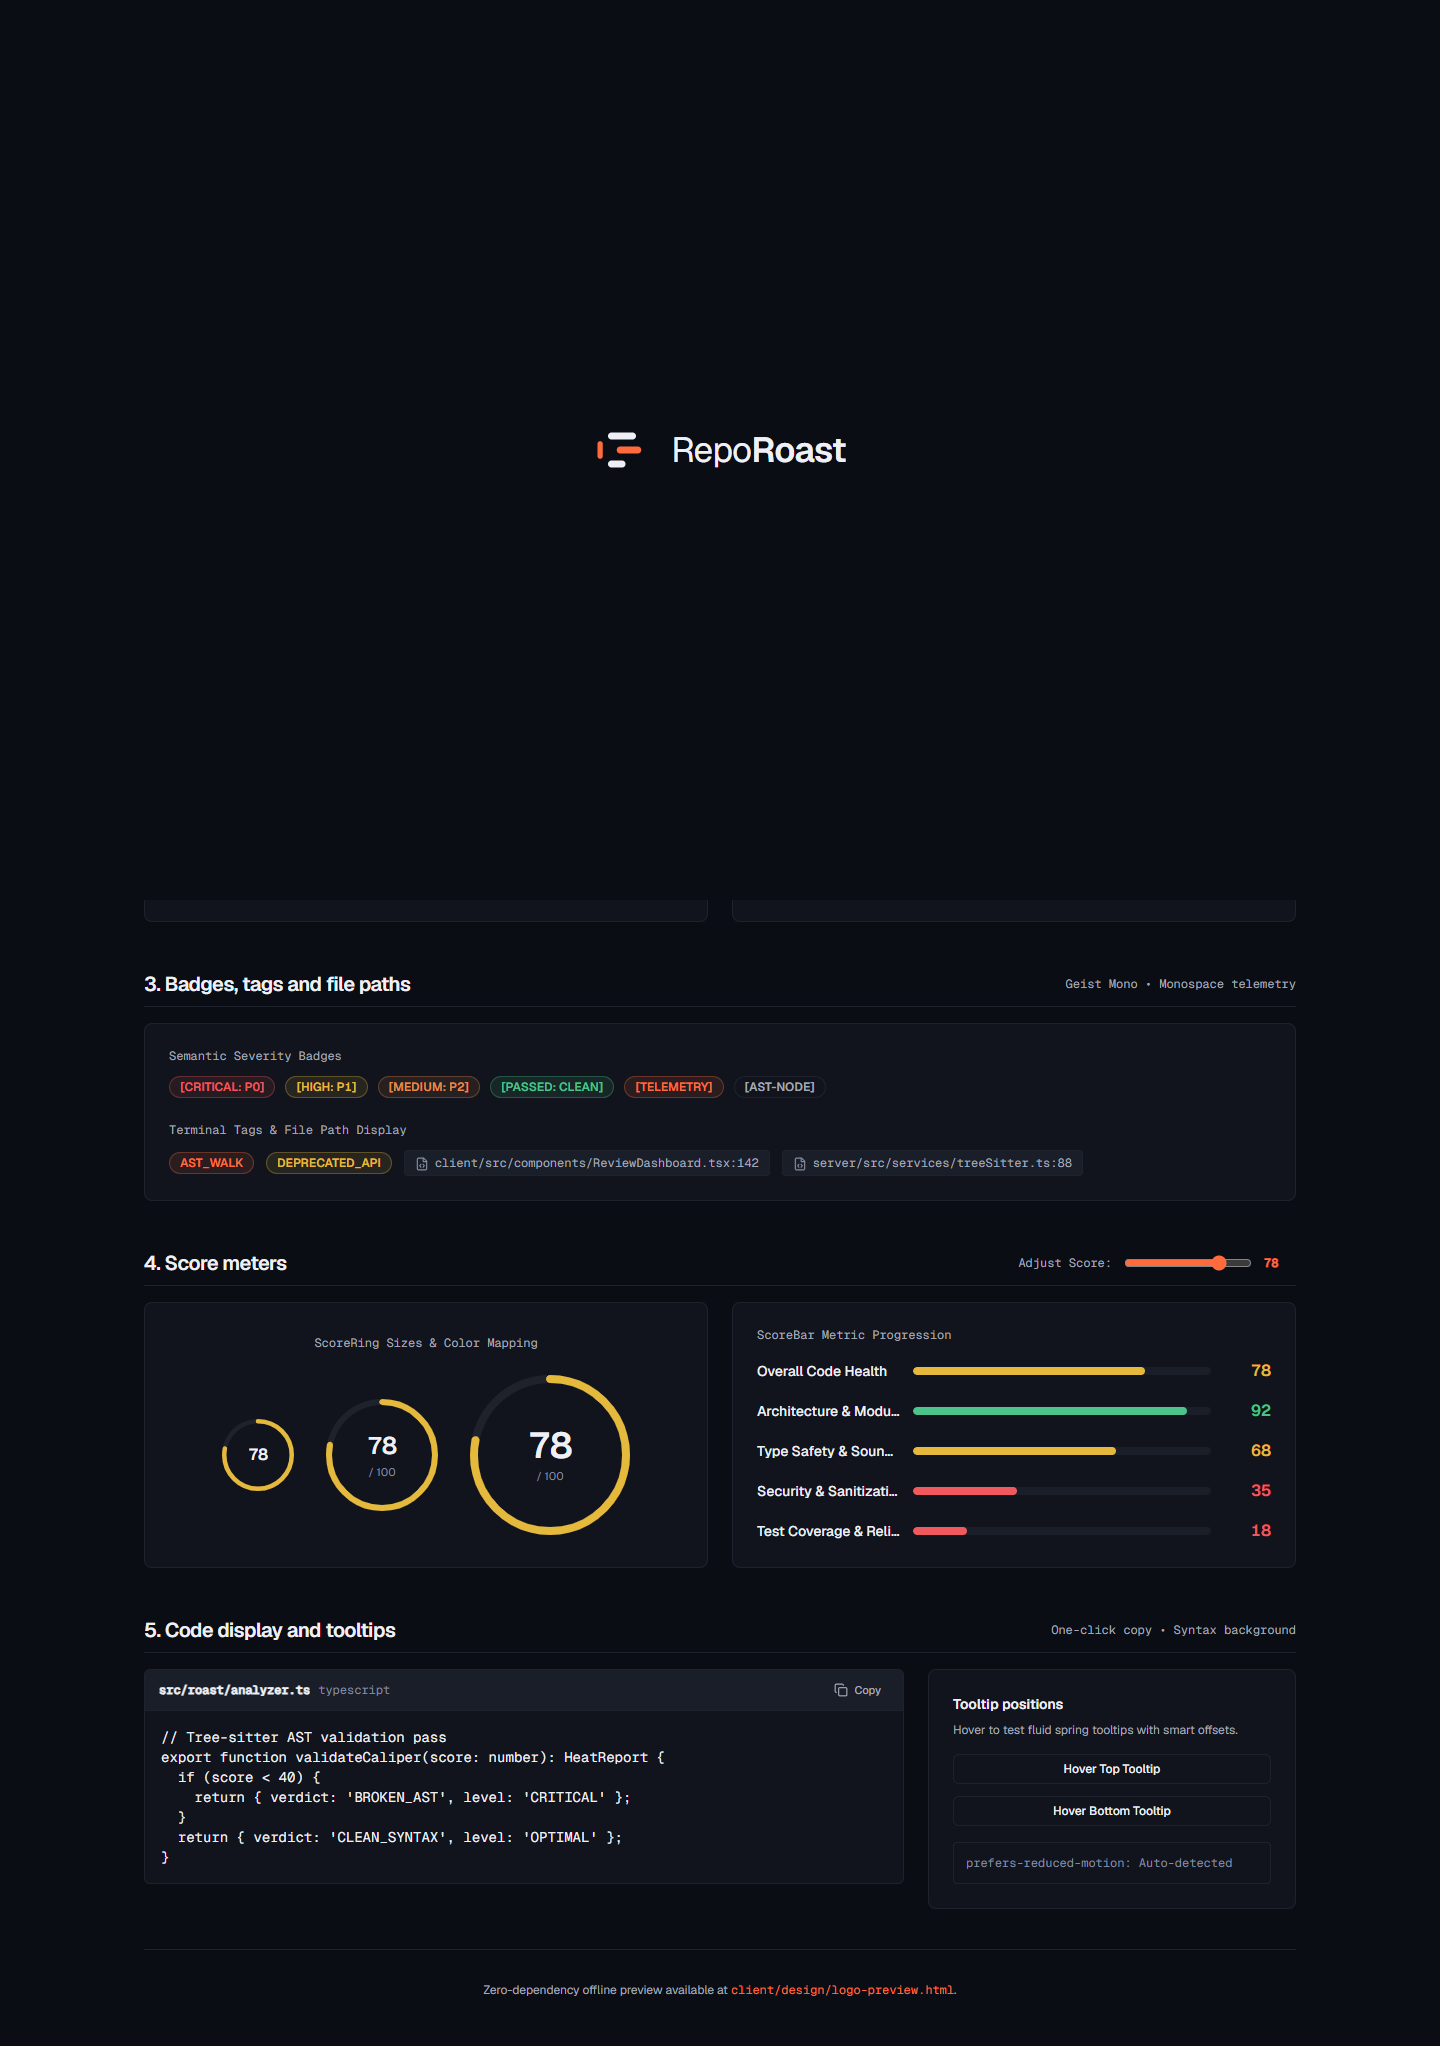 RepoRoast
3. Badges, tags and file paths
Geist Mono • Monospace telemetry
Semantic Severity Badges
[CRITICAL: P0] [HIGH: P1] [MEDIUM: P2] [PASSED: CLEAN] [TELEMETRY] [AST-NODE]
Terminal Tags & File Path Display
AST_WALK DEPRECATED_API client/src/components/ReviewDashboard.tsx:142 server/src/services/treeSitter.ts:88
4. Score meters
Adjust Score: 78
ScoreRing Sizes & Color Mapping
78
78
/ 100
78
/ 100
ScoreBar Metric Progression
Overall Code Health 78
Architecture & Modu... 92
Type Safety & Soun... 68
Security & Sanitizati... 35
Test Coverage & Reli... 18
5. Code display and tooltips
One-click copy • Syntax background
src/roast/analyzer.ts typescript Copy
// Tree-sitter AST validation pass
export function validateCaliper(score: number): HeatReport {
  if (score < 40) {
    return { verdict: 'BROKEN_AST', level: 'CRITICAL' };
  }
  return { verdict: 'CLEAN_SYNTAX', level: 'OPTIMAL' };
}
Tooltip positions
Hover to test fluid spring tooltips with smart offsets.
Hover Top Tooltip
Hover Bottom Tooltip
prefers-reduced-motion: Auto-detected
Zero-dependency offline preview available at client/design/logo-preview.html.